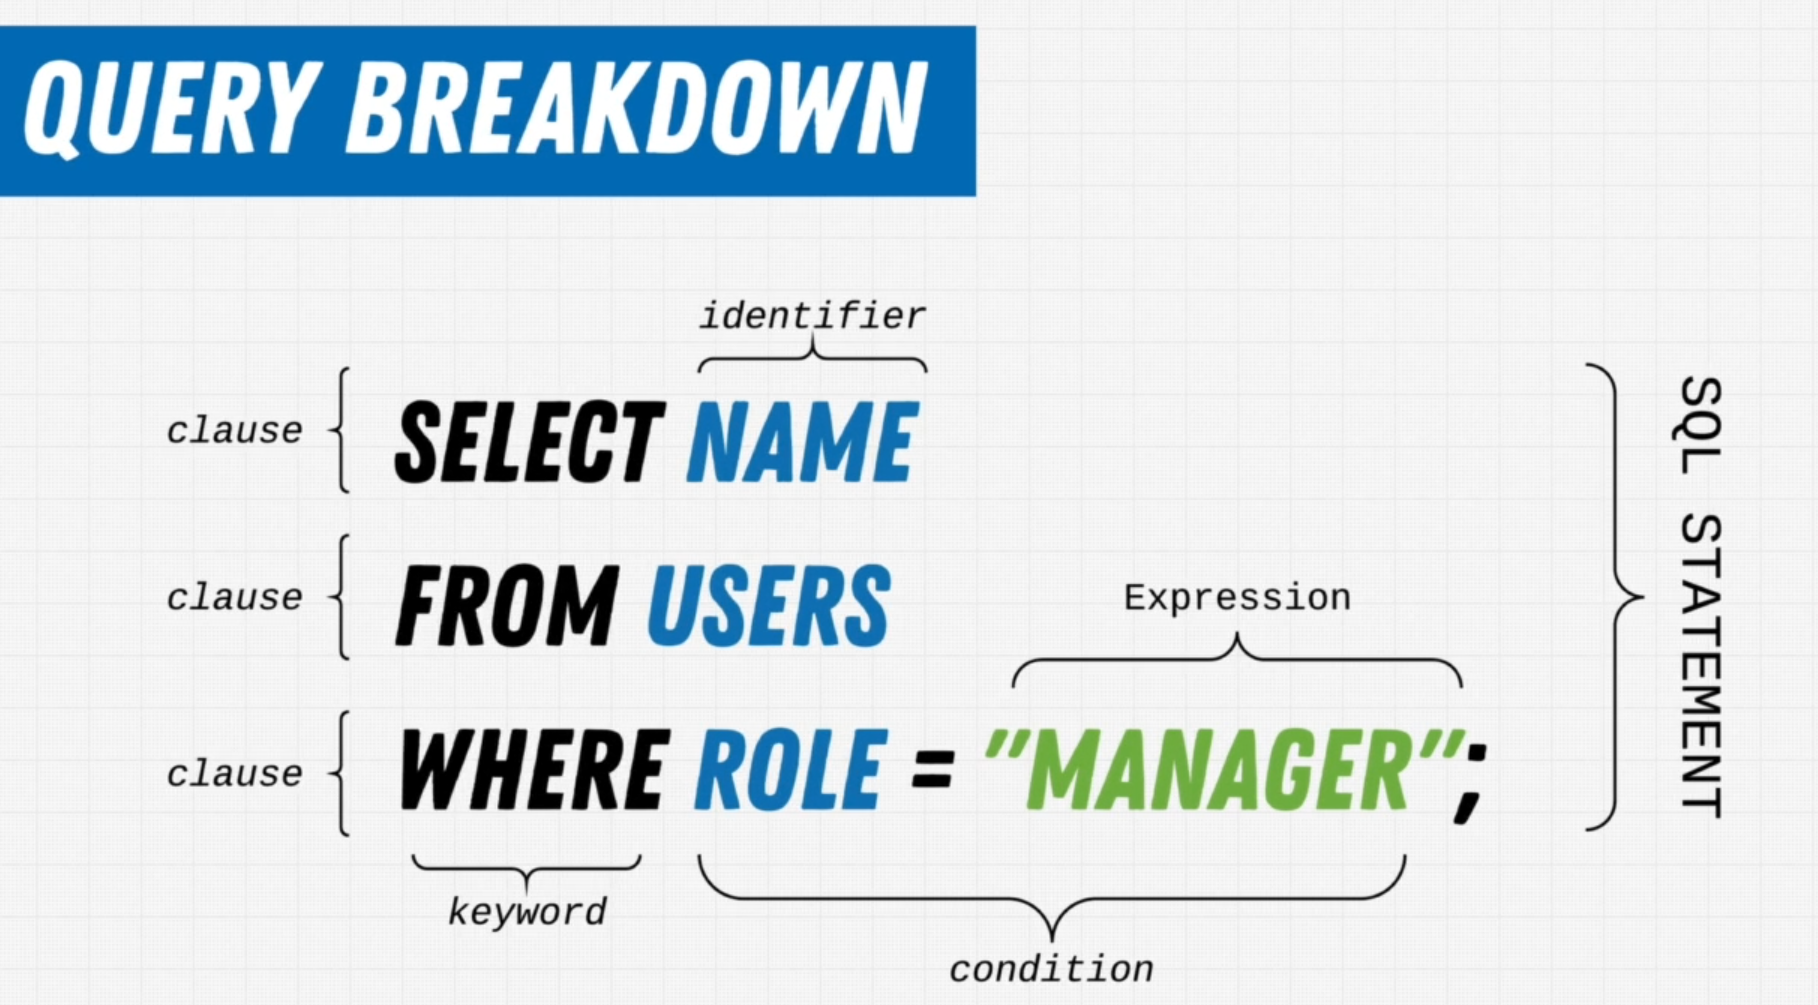 QUERY BREAKDOWN
identifier
clause
SELECT NAME
clause
FROM USERS
Expression
clause
WHERE ROLE = "MANAGER";
keyword
condition
SQL STATEMENT